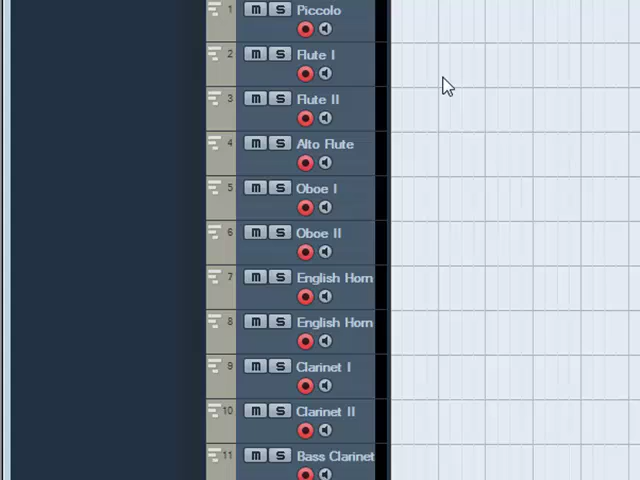 1 m S Piccolo
2 m S Flute I
3 m S Flute II
4 m S Alto Flute
5 m S Oboe I
6 m S Oboe II
7 m S English Horn
8 m S English Horn
9 m S Clarinet I
10 m S Clarinet II
11 m S Bass Clarinet